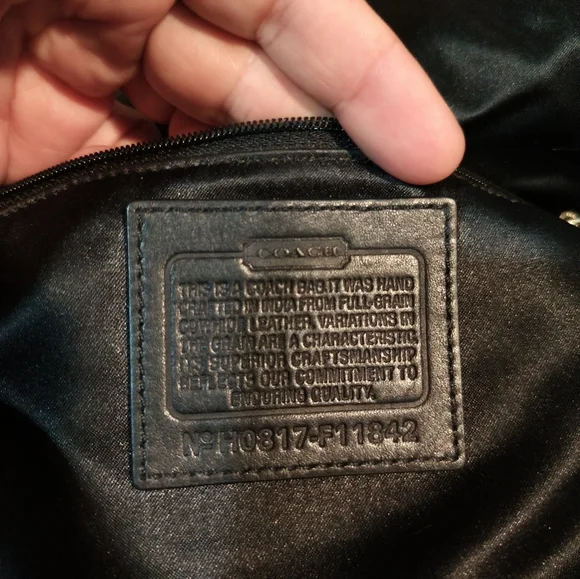 COACH
THIS IS A COACH BAG.IT WAS HAND
CRAFTED IN INDIA FROM FULL-GRAIN
COWHIDE LEATHER. VARIATIONS IN
THE GRAIN ARE A CHARACTERISTIC.
ITS SUPERIOR CRAFTSMANSHIP
REFLECTS OUR COMMITMENT TO
ENDURING QUALITY.
Nº H0817-F11842